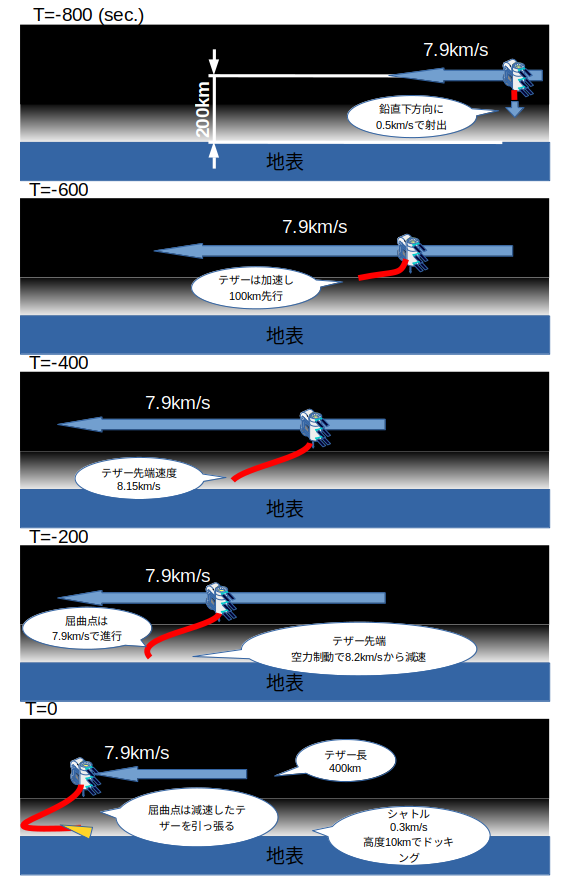 T=-800 (sec.)
7.9km/s
200km
鉛直下方向に
0.5km/sで射出
地表
T=-600
7.9km/s
テザーは加速し
100km先行
地表
T=-400
7.9km/s
テザー先端速度
8.15km/s
地表
T=-200
7.9km/s
屈曲点は
7.9km/sで進行
テザー先端
空力制動で8.2km/sから減速
地表
T=0
7.9km/s
テザー長
400km
屈曲点は減速したテ
ザーを引っ張る
シャトル
0.3km/s
高度10kmでドッキ
ング
地表